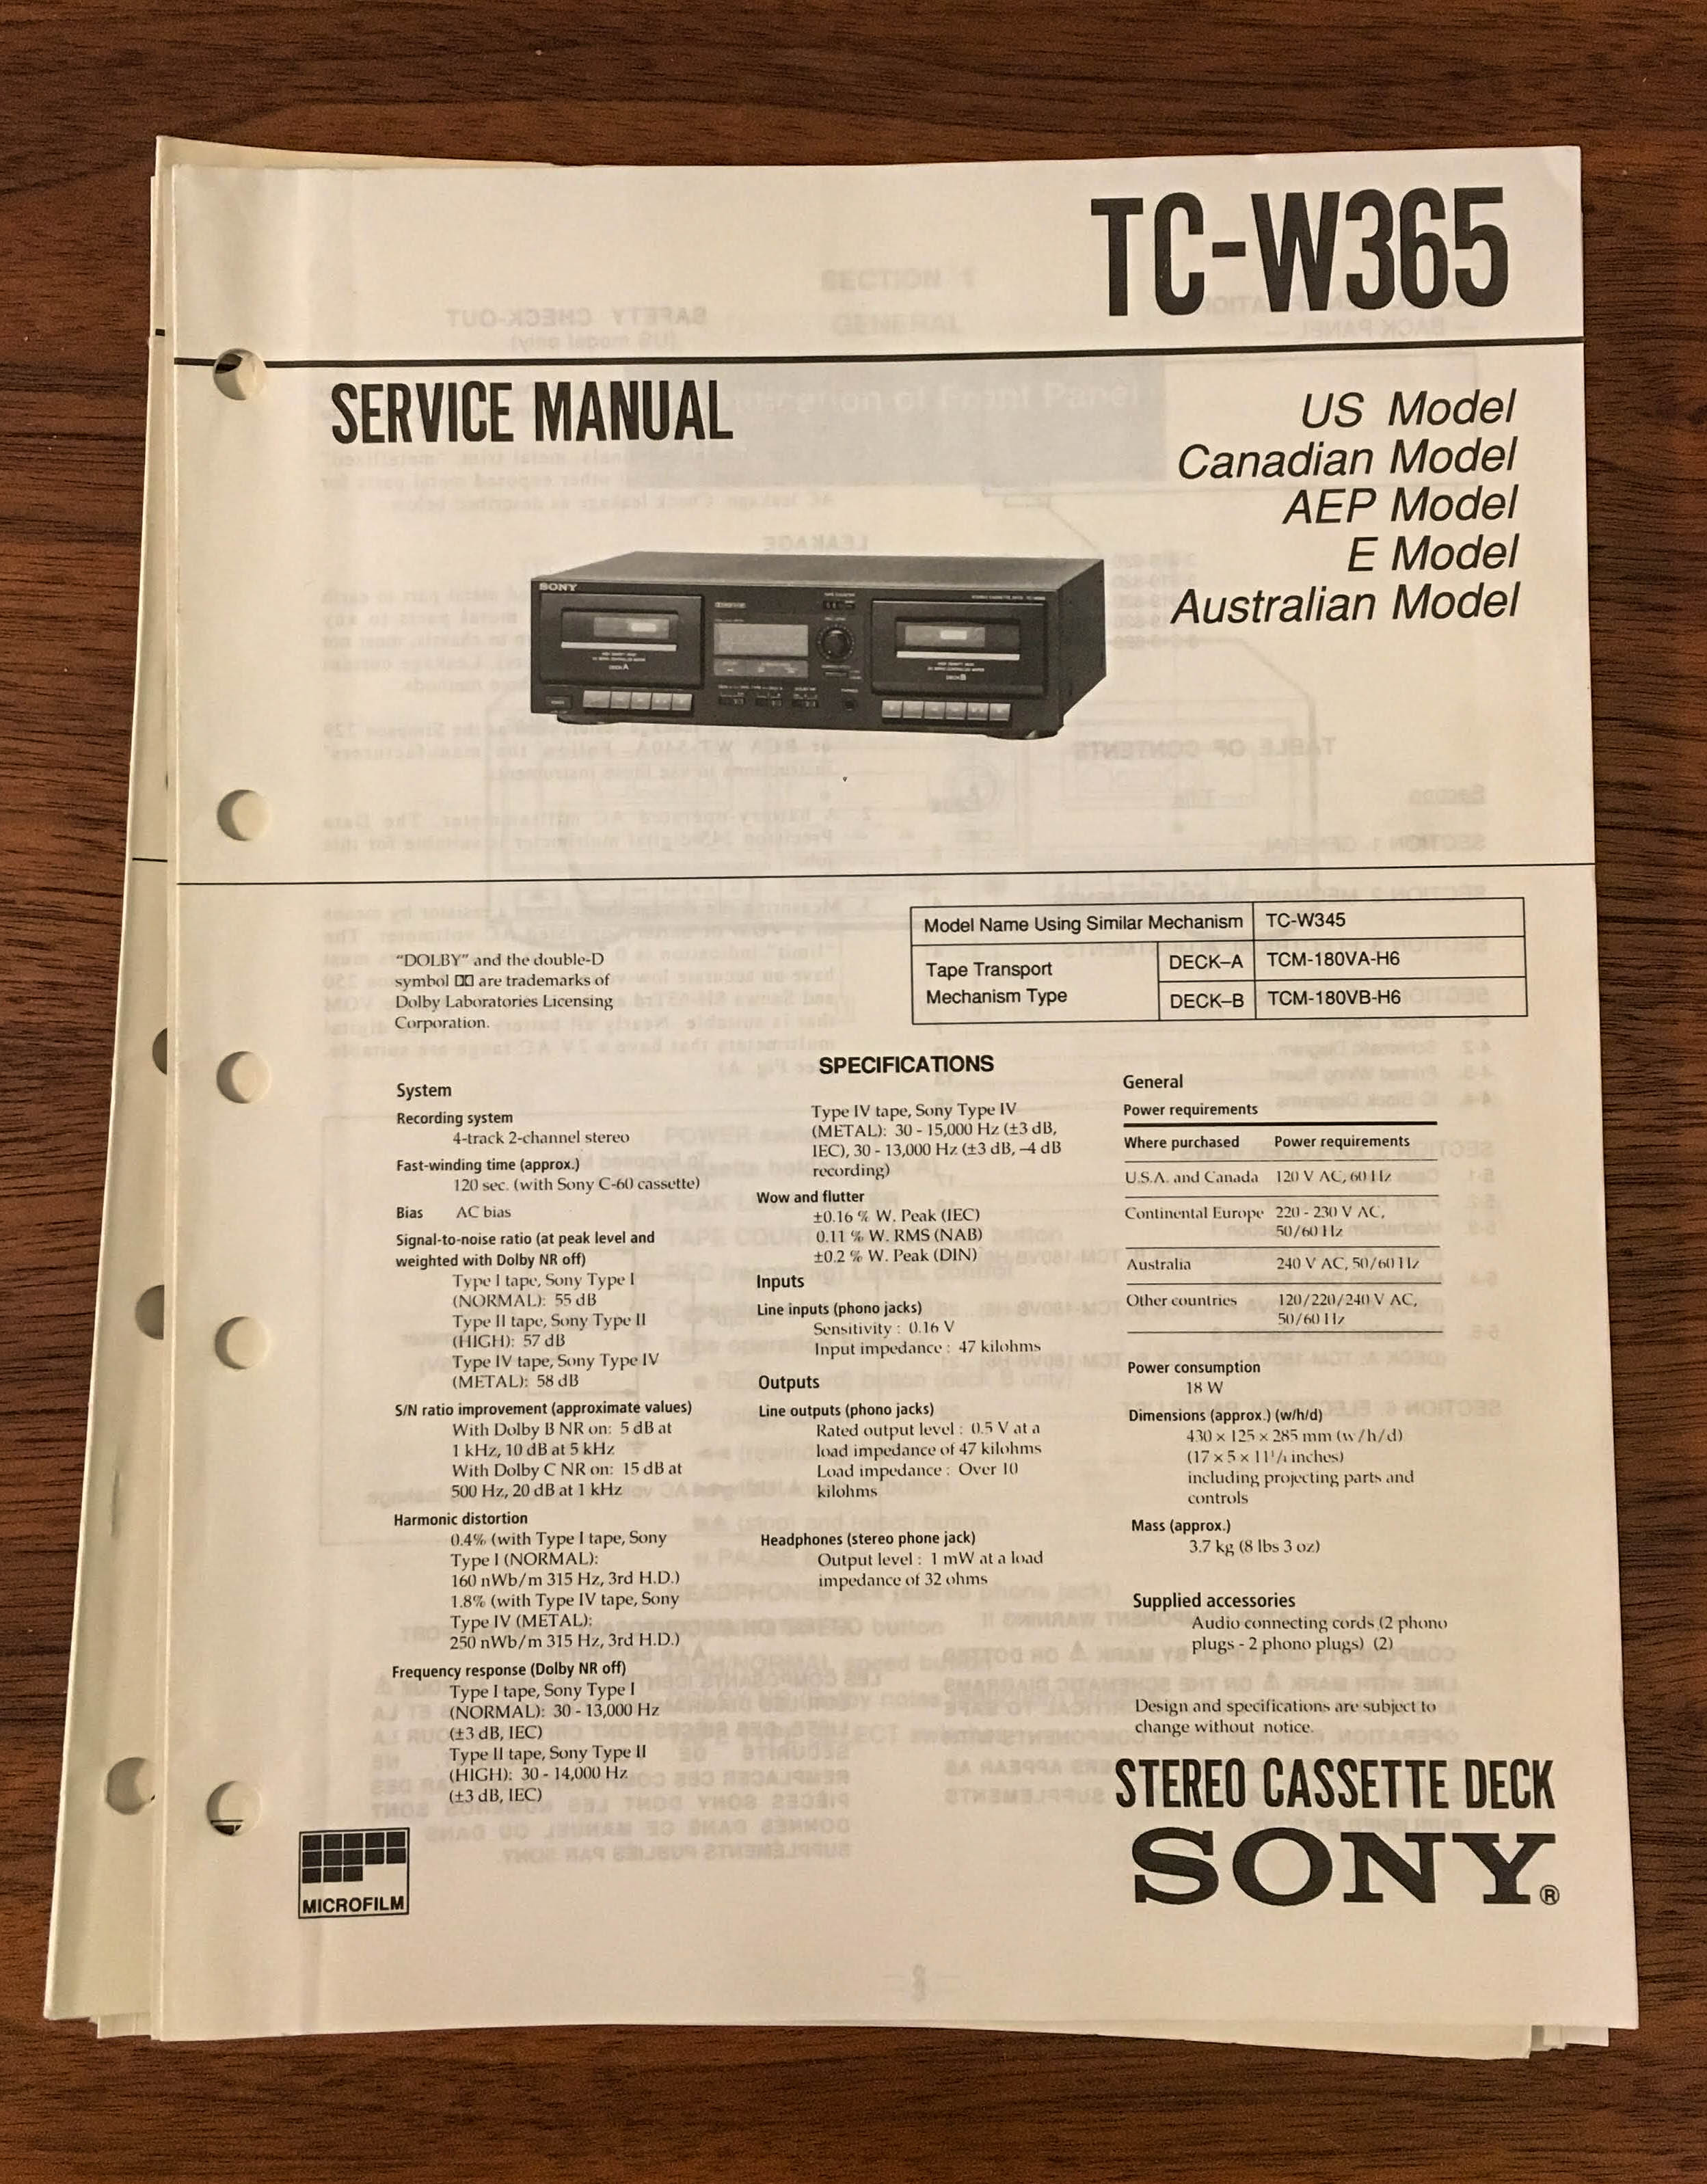 TC-W365
SERVICE MANUAL
US Model
Canadian Model
AEP Model
E Model
Australian Model
SONY
DECK A
DECK B
"DOLBY" and the double-D
symbol are trademarks of
Dolby Laboratories Licensing
Corporation.
Model Name Using Similar Mechanism TC-W345
Tape Transport
Mechanism Type
DECK–A TCM-180VA-H6
DECK–B TCM-180VB-H6
SPECIFICATIONS
System
Recording system
4-track 2-channel stereo
Fast-winding time (approx.)
120 sec. (with Sony C-60 cassette)
Bias AC bias
Signal-to-noise ratio (at peak level and
weighted with Dolby NR off)
Type I tape, Sony Type I
(NORMAL): 55 dB
Type II tape, Sony Type II
(HIGH): 57 dB
Type IV tape, Sony Type IV
(METAL): 58 dB
S/N ratio improvement (approximate values)
With Dolby B NR on: 5 dB at
1 kHz, 10 dB at 5 kHz
With Dolby C NR on: 15 dB at
500 Hz, 20 dB at 1 kHz
Harmonic distortion
0.4% (with Type I tape, Sony
Type I (NORMAL):
160 nWb/m 315 Hz, 3rd H.D.)
1.8% (with Type IV tape, Sony
Type IV (METAL):
250 nWb/m 315 Hz, 3rd H.D.)
Frequency response (Dolby NR off)
Type I tape, Sony Type I
(NORMAL): 30 - 13,000 Hz
(±3 dB, IEC)
Type II tape, Sony Type II
(HIGH): 30 - 14,000 Hz
(±3 dB, IEC)
Type IV tape, Sony Type IV
(METAL): 30 - 15,000 Hz (±3 dB,
IEC), 30 - 13,000 Hz (±3 dB, –4 dB
recording)
Wow and flutter
±0.16 % W. Peak (IEC)
0.11 % W. RMS (NAB)
±0.2 % W. Peak (DIN)
Inputs
Line inputs (phono jacks)
Sensitivity : 0.16 V
Input impedance : 47 kilohms
Outputs
Line outputs (phono jacks)
Rated output level : 0.5 V at a
load impedance of 47 kilohms
Load impedance : Over 10
kilohms
Headphones (stereo phone jack)
Output level : 1 mW at a load
impedance of 32 ohms
General
Power requirements
Where purchased Power requirements
U.S.A. and Canada 120 V AC, 60 Hz
Continental Europe 220 - 230 V AC,
50/60 Hz
Australia 240 V AC, 50/60 Hz
Other countries 120/220/240 V AC,
50/60 Hz
Power consumption
18 W
Dimensions (approx.) (w/h/d)
430 × 125 × 285 mm (w/h/d)
(17 × 5 × 11 1/4 inches)
including projecting parts and
controls
Mass (approx.)
3.7 kg (8 lbs 3 oz)
Supplied accessories
Audio connecting cords (2 phono
plugs - 2 phono plugs) (2)
Design and specifications are subject to
change without notice.
STEREO CASSETTE DECK
SONY®
MICROFILM